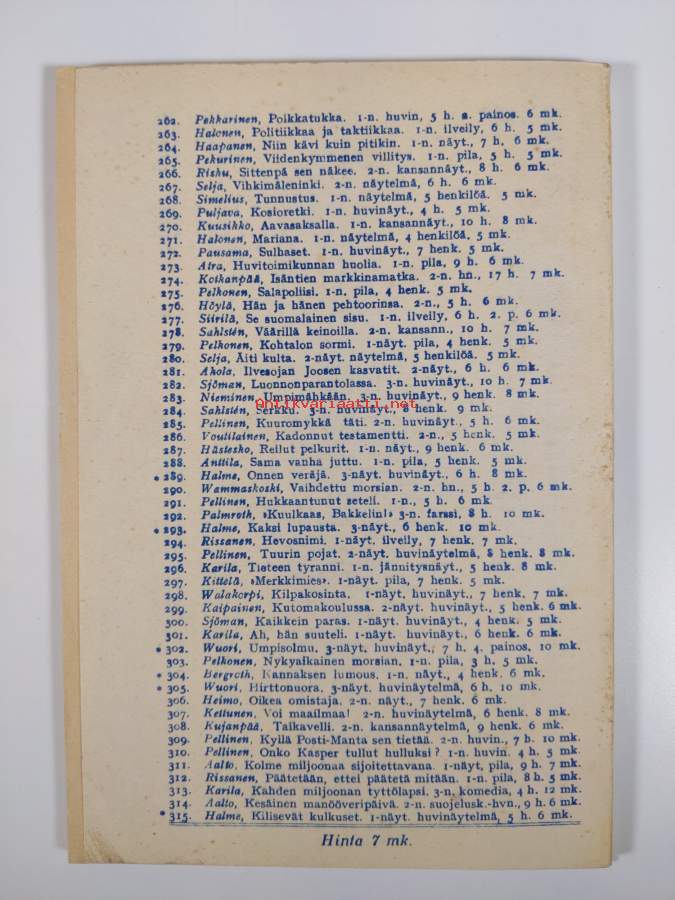 262. Pekkarinen, Poikkatukka. 1-n. huvin, 5 h. 2. painos. 6 mk.
263. Halonen, Politiikkaa ja taktiikkaa. 1-n. ilveily, 6 h. 5 mk.
264. Haapanen, Niin kävi kuin pitikin. 1-n. näyt., 7 h, 6 mk.
265. Pekurinen, Viidenkymmenen villitys. 1-n. pila, 5 h. 5 mk.
266. Risku, Sittenpä sen näkee. 2-n. kansannäyt., 8 h. 6 mk.
267. Selja, Vihkimäleninki. 2-n. näytelmä, 6 h. 6 mk.
268. Simelius, Tunnustus. 1-n. näytelmä, 5 henkilöä. 5 mk.
269. Puljava, Kosioretki. 1-n. huvinäyt., 4 h. 5 mk.
270. Kuusikko, Aavasaksalla. 1-n. kansannäyt., 10 h. 8 mk.
271. Halonen, Mariana. 1-n. näytelmä, 4 henkilöä. 5 mk.
272. Pausama, Sulhaset. 1-n. huvinäyt., 7 henk. 5 mk.
273. Aira, Huvitoimikunnan huolia. 1-n. pila, 9 h. 6 mk.
274. Koikanpää, Isäntien markkinamatka. 2-n. hn., 17 h. 7 mk.
275. Pelkonen, Salapoliisi. 1-n. pila, 4 henk. 5 mk.
276. Höylä, Hän ja hänen pehtoorinsa. 2-n., 5 h. 6 mk.
277. Siirilä, Se suomalainen sisu. 1-n. ilveily, 6 h. 2. p. 6 mk.
278. Sahlstén, Väärillä keinoilla. 2-n. kansann., 10 h. 7 mk.
279. Pelkonen, Kohtalon sormi. 1-näyt. pila, 4 henk. 5 mk.
280. Selja, Äiti kulta. 2-näyt. näytelmä, 5 henkilöä. 5 mk.
281. Ahola, Ilvesojan Joosen kasvatit. 2-näyt., 6 h. 6 mk.
282. Sjöman, Luonnonparantolassa. 3-n. huvinäyt., 10 h. 7 mk.
283. Nieminen, Umpimähkään. 3-n. huvinäyt., 9 henk. 8 mk.
284. Sahlstén, Serkku. 3-n. huvinäyt., 8 henk. 9 mk.
antikvariaatti.net
285. Pellinen, Kuuromykkä täti. 2-n. huvinäyt., 5 h. 6 mk.
286. Voutilainen, Kadonnut testamentti. 2-n., 5 henk. 5 mk.
287. Hästesko, Reilut pelkurit. 1-n. näyt., 9 henk. 6 mk.
288. Anttila, Sama vanha juttu. 1-n. pila, 5 henk. 5 mk.
• 289. Halme, Onnen veräjä. 3-näyt. huvinäyt., 6 h. 8 mk.
290. Wammaskoski, Vaihdettu morsian. 2-n. hn., 5 h. 2. p. 6 mk.
291. Pellinen, Hukkaantunut seteli. 1-n., 5 h. 6 mk.
292. Palmroth, »Kuulkaas, Bakkelin!» 3-n. farssi, 8 h. 10 mk.
• 293. Halme, Kaksi lupausta. 3-näyt., 6 henk. 10 mk.
294. Rissanen, Hevosnimi. 1-näyt. ilveily, 7 henk. 7 mk.
295. Pellinen, Tuurin pojat. 2-näyt. huvinäytelmä, 8 henk. 8 mk.
296. Karila, Tieteen tyranni. 1-n. jännitysnäyt., 5 henk. 8 mk.
297. Kittelä, »Merkkimies». 1-näyt. pila, 7 henk. 5 mk.
298. Walakorpi, Kilpakosinta. 1-näyt. huvinäyt., 7 henk. 7 mk.
299. Kaipainen, Kutomakoulussa. 2-näyt. huvinäyt., 5 henk. 6 mk.
300. Sjöman, Kaikkein paras. 1-näyt. huvinäyt., 4 henk. 5 mk.
301. Karila, Ah, hän suuteli. 1-näyt. huvinäyt., 6 henk. 6 mk.
• 302. Wuori, Umpisolmu. 3-näyt. huvinäyt., 7 h. 4. painos. 10 mk.
303. Pelkonen, Nykyaikainen morsian. 1-n. pila, 3 h. 5 mk.
• 304. Bergroth, Kannaksen lumous. 1-n. näyt., 4 henk. 6 mk.
• 305. Wuori, Hirttonuora. 3-näyt. huvinäytelmä, 6 h. 10 mk.
306. Heimo, Oikea omistaja. 2-n. näyt., 7 henk. 6 mk.
307. Kettunen, Voi maailmaa! 2-n. huvinäytelmä, 6 henk. 8 mk.
308. Kujanpää, Taikavelli. 2-n. kansannäytelmä, 9 henk. 6 mk.
309. Pellinen, Kyllä Posti-Manta sen tietää. 2-n. huvin., 7 h. 10 mk.
310. Pellinen, Onko Kasper tullut hulluksi? 1-n. huvin. 4 h. 5 mk.
311. Aalto, Kolme miljoonaa sijoitettavana. 1-näyt, pila, 9 h. 7 mk.
312. Rissanen, Päätetään, ettei päätetä mitään. 1-n. pila, 8 h. 5 mk.
313. Karila, Kahden miljoonan tyttölapsi. 3-n. komedia, 4 h. 12 mk.
314. Aalto, Kesäinen manööveripäivä. 2-n. suojelusk.-hvn., 9 h. 6 mk.
• 315. Halme, Kilisevät kulkuset. 1-näyt. huvinäytelmä, 5 h. 6 mk.
Hinta 7 mk.